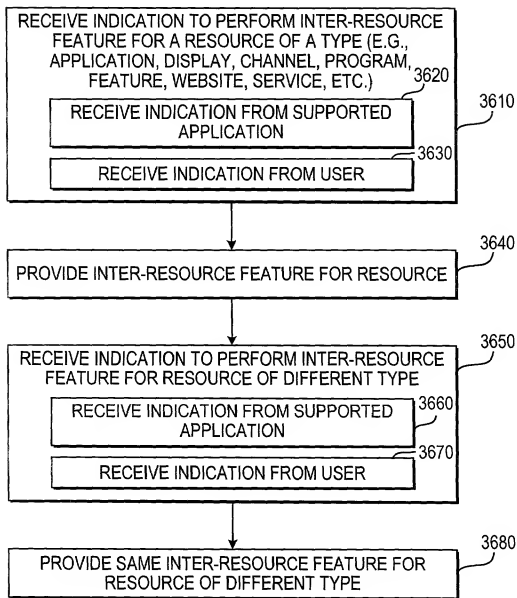 RECEIVE INDICATION TO PERFORM INTER-RESOURCE
FEATURE FOR A RESOURCE OF A TYPE (E.G.,
APPLICATION, DISPLAY, CHANNEL, PROGRAM,
FEATURE, WEBSITE, SERVICE, ETC.)
3620
RECEIVE INDICATION FROM SUPPORTED
APPLICATION
3610
3630
RECEIVE INDICATION FROM USER
3640
PROVIDE INTER-RESOURCE FEATURE FOR RESOURCE
3650
RECEIVE INDICATION TO PERFORM INTER-RESOURCE
FEATURE FOR RESOURCE OF DIFFERENT TYPE
3660
RECEIVE INDICATION FROM SUPPORTED
APPLICATION
3670
RECEIVE INDICATION FROM USER
3680
PROVIDE SAME INTER-RESOURCE FEATURE FOR
RESOURCE OF DIFFERENT TYPE